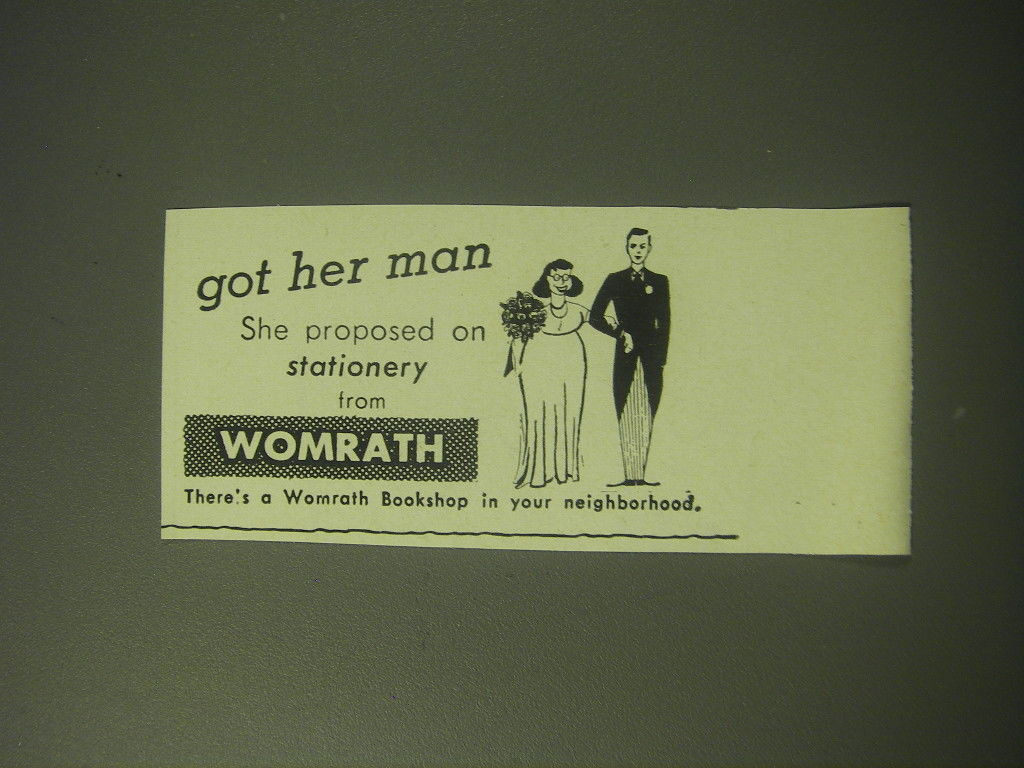 got her man
She proposed on
stationery
from
WOMRATH
There's a Womrath Bookshop in your neighborhood.